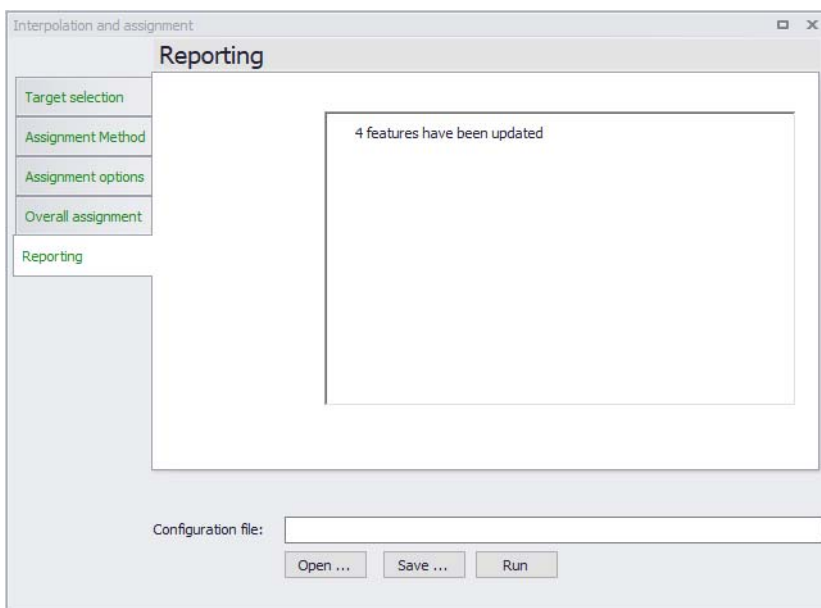 Interpolation and assignment
Reporting
Target selection
Assignment Method
Assignment options
Overall assignment
Reporting
4 features have been updated
Configuration file:
Open ...
Save ...
Run